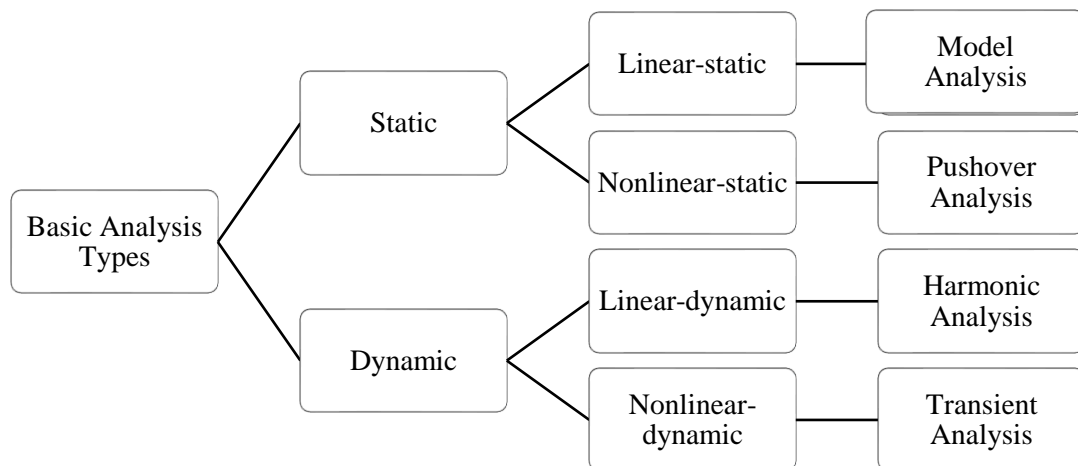 Basic Analysis
Types
Static
Linear-static
Model
Analysis
Nonlinear-static
Pushover
Analysis
Dynamic
Linear-dynamic
Harmonic
Analysis
Nonlinear-
dynamic
Transient
Analysis